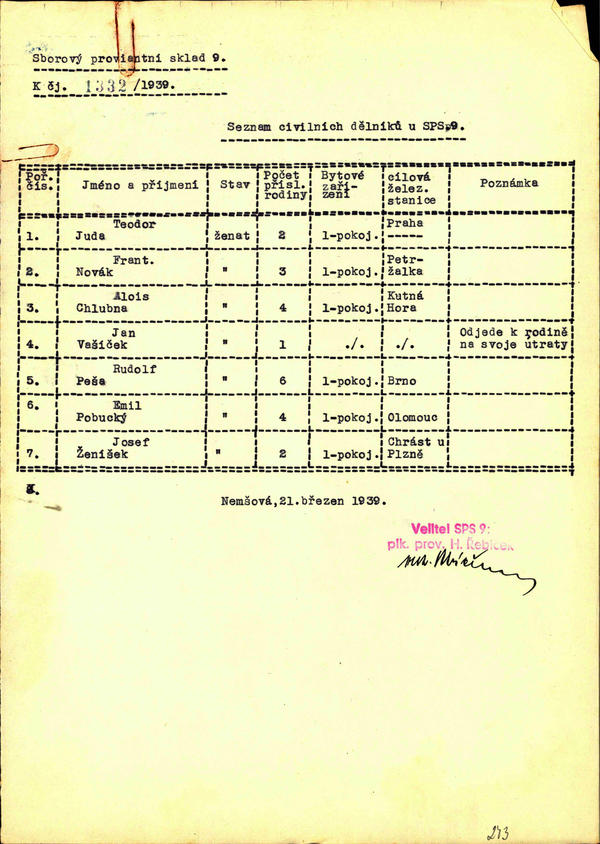 Sborový proviantní sklad 9.
K čj. 1332/1939.
Seznam civilních dělníků u SPS 9.
Poř. čís. Jméno a příjmení Stav Počet přísl. rodiny Bytové zaří- zení cílová želez. stanice Poznámka
1. Teodor Juda ženat 2 1-pokoj. Praha -----
2. Frant. Novák " 3 1-pokoj. Petr- žalka
3. Alois Chlubna " 4 1-pokoj. Kutná Hora
4. Jan Vašíček " 1 ./. ./. Odjede k rodině na svoje útraty
5. Rudolf Peša " 6 1-pokoj. Brno
6. Emil Pobucký " 4 1-pokoj. Olomouc
7. Josef Ženíšek " 2 1-pokoj. Chrást u Plzně
Nemšová,21.březen 1939.
Velitel SPS 9:
plk. prov. H. Řebíček
243